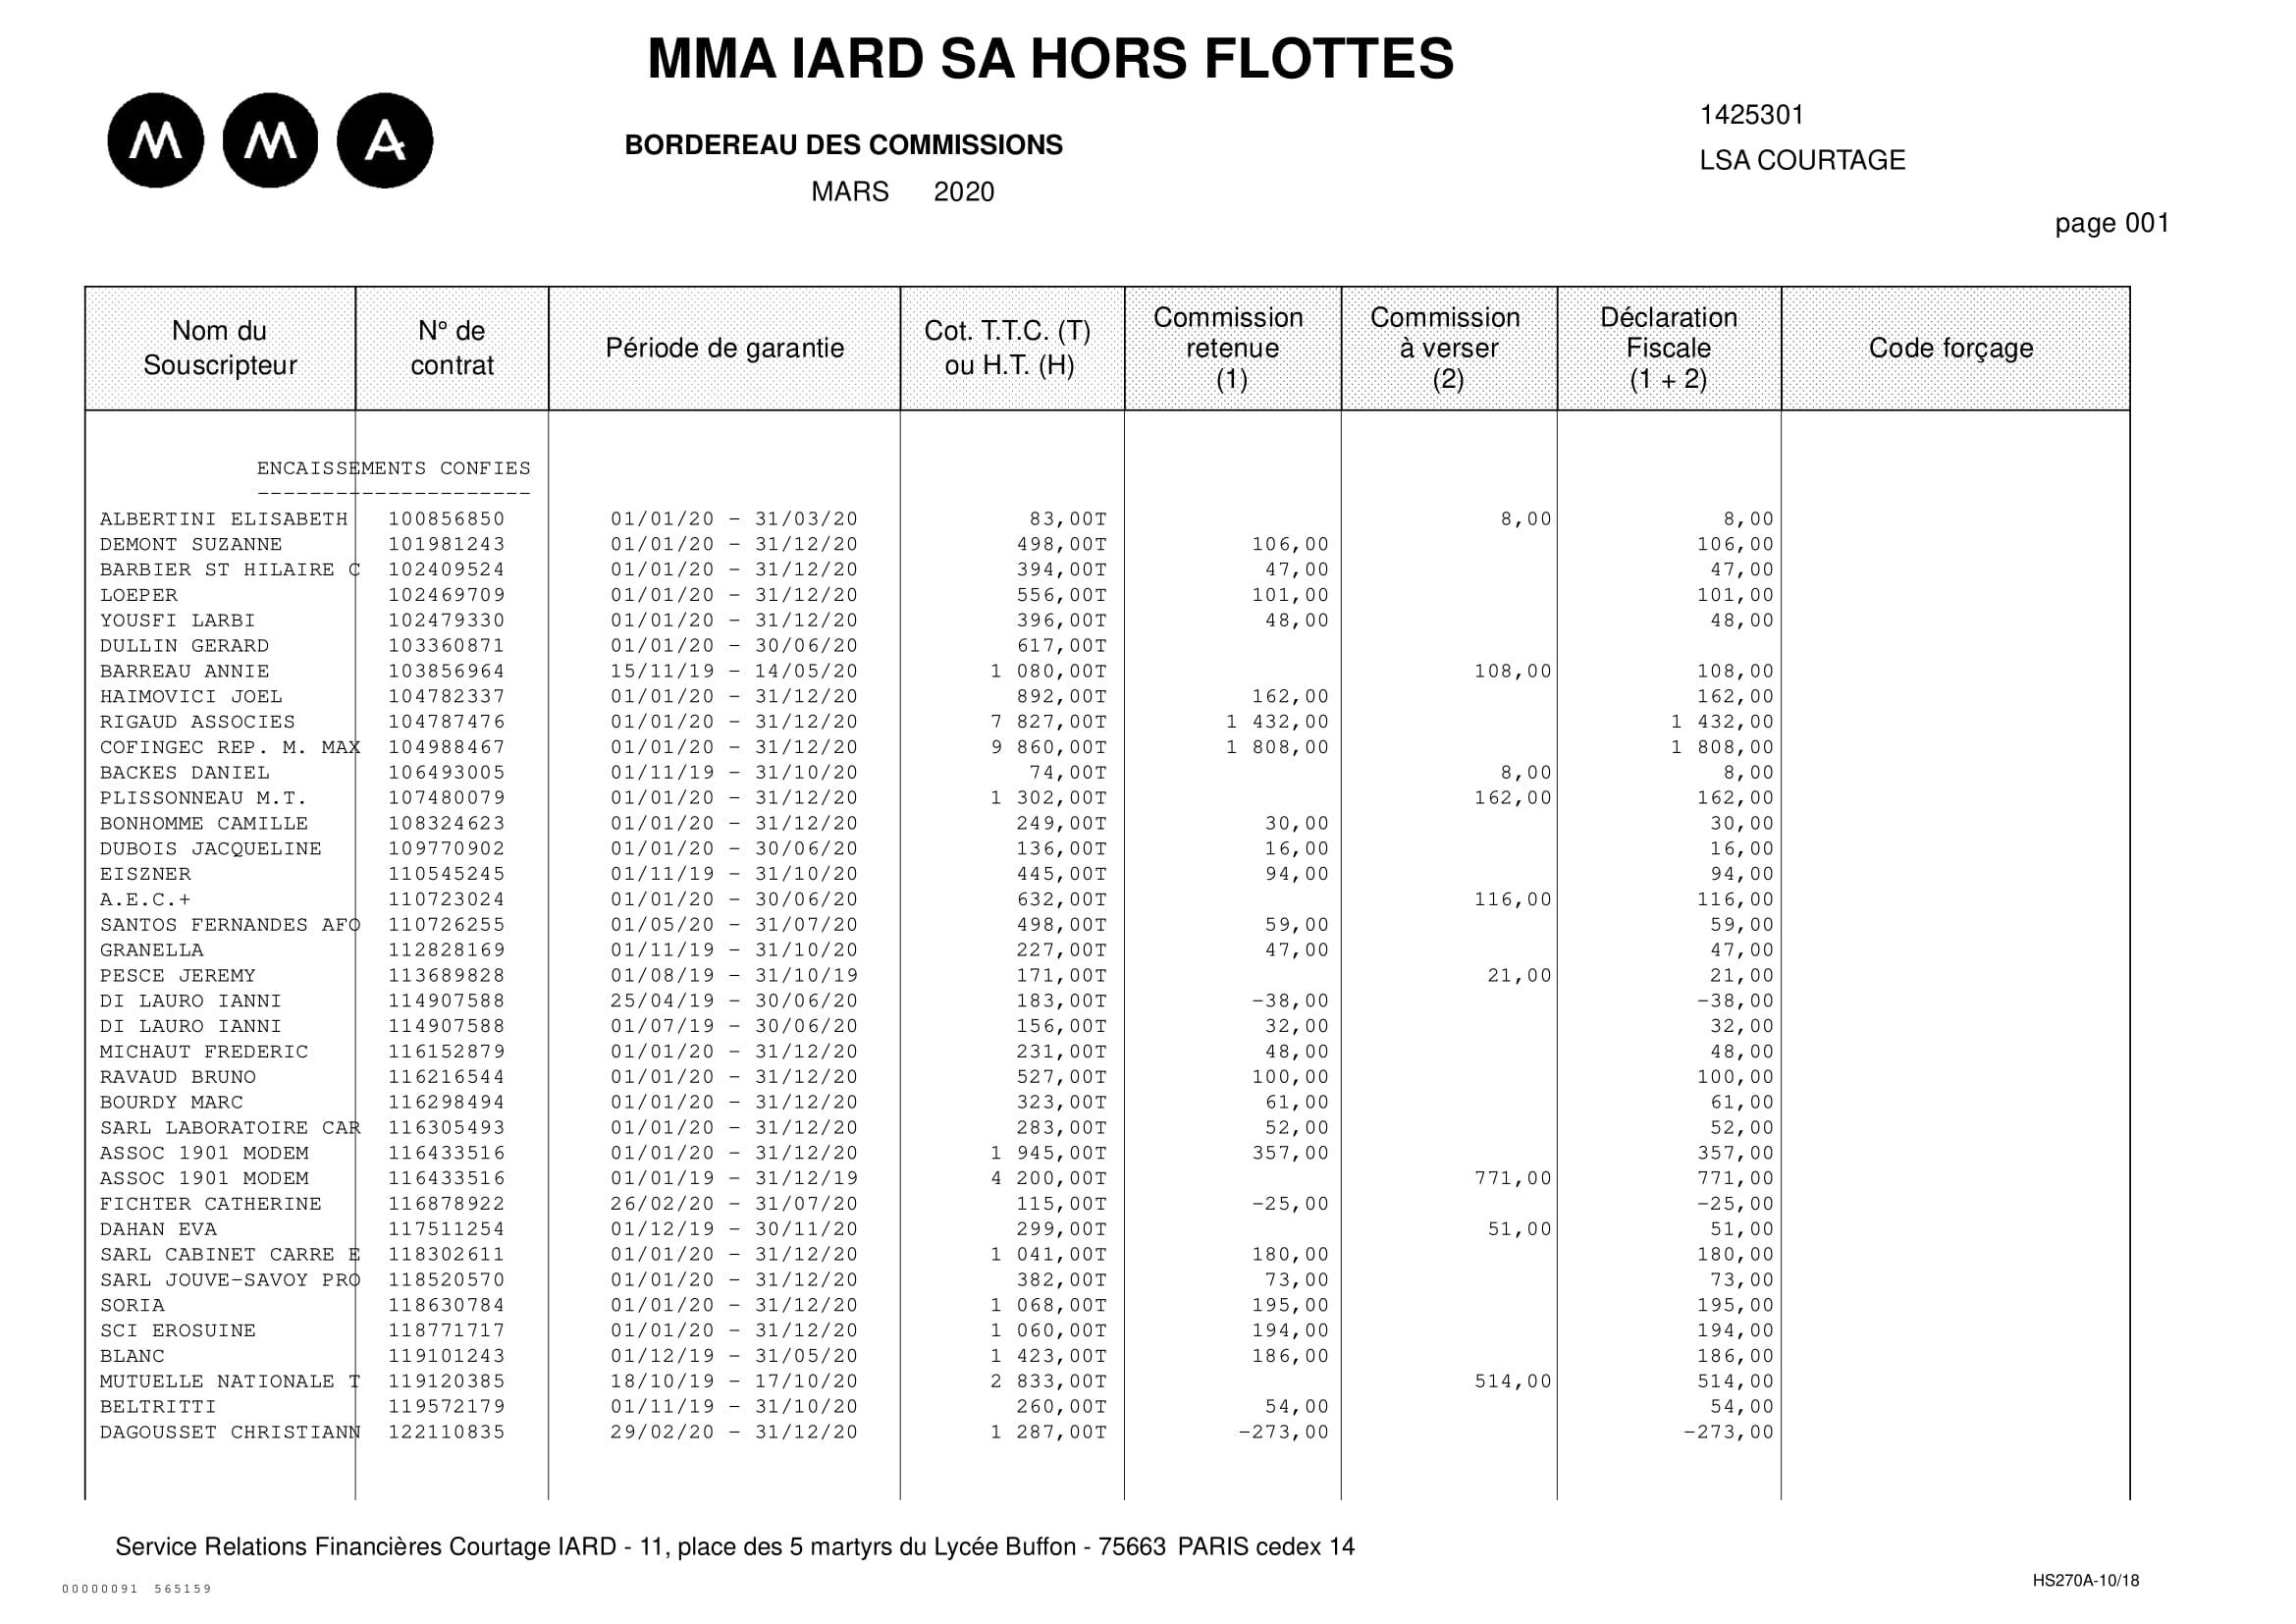 MMA IARD SA HORS FLOTTES
M M A
BORDEREAU DES COMMISSIONS
MARS 2020
1425301
LSA COURTAGE
page 001
Nom du Souscripteur N° de contrat Période de garantie Cot. T.T.C. (T) ou H.T. (H) Commission retenue (1) Commission à verser (2) Déclaration Fiscale (1 + 2) Code forçage
ENCAISSEMENTS CONFIES
---------------------
ALBERTINI ELISABETH 100856850 01/01/20 - 31/03/20 83,00T 8,00 8,00
DEMONT SUZANNE 101981243 01/01/20 - 31/12/20 498,00T 106,00 106,00
BARBIER ST HILAIRE C 102409524 01/01/20 - 31/12/20 394,00T 47,00 47,00
LOEPER 102469709 01/01/20 - 31/12/20 556,00T 101,00 101,00
YOUSFI LARBI 102479330 01/01/20 - 31/12/20 396,00T 48,00 48,00
DULLIN GERARD 103360871 01/01/20 - 30/06/20 617,00T
BARREAU ANNIE 103856964 15/11/19 - 14/05/20 1 080,00T 108,00 108,00
HAIMOVICI JOEL 104782337 01/01/20 - 31/12/20 892,00T 162,00 162,00
RIGAUD ASSOCIES 104787476 01/01/20 - 31/12/20 7 827,00T 1 432,00 1 432,00
COFINGEC REP. M. MAX 104988467 01/01/20 - 31/12/20 9 860,00T 1 808,00 1 808,00
BACKES DANIEL 106493005 01/11/19 - 31/10/20 74,00T 8,00 8,00
PLISSONNEAU M.T. 107480079 01/01/20 - 31/12/20 1 302,00T 162,00 162,00
BONHOMME CAMILLE 108324623 01/01/20 - 31/12/20 249,00T 30,00 30,00
DUBOIS JACQUELINE 109770902 01/01/20 - 30/06/20 136,00T 16,00 16,00
EISZNER 110545245 01/11/19 - 31/10/20 445,00T 94,00 94,00
A.E.C.+ 110723024 01/01/20 - 30/06/20 632,00T 116,00 116,00
SANTOS FERNANDES AFO 110726255 01/05/20 - 31/07/20 498,00T 59,00 59,00
GRANELLA 112828169 01/11/19 - 31/10/20 227,00T 47,00 47,00
PESCE JEREMY 113689828 01/08/19 - 31/10/19 171,00T 21,00 21,00
DI LAURO IANNI 114907588 25/04/19 - 30/06/20 183,00T -38,00 -38,00
DI LAURO IANNI 114907588 01/07/19 - 30/06/20 156,00T 32,00 32,00
MICHAUT FREDERIC 116152879 01/01/20 - 31/12/20 231,00T 48,00 48,00
RAVAUD BRUNO 116216544 01/01/20 - 31/12/20 527,00T 100,00 100,00
BOURDY MARC 116298494 01/01/20 - 31/12/20 323,00T 61,00 61,00
SARL LABORATOIRE CAR 116305493 01/01/20 - 31/12/20 283,00T 52,00 52,00
ASSOC 1901 MODEM 116433516 01/01/20 - 31/12/20 1 945,00T 357,00 357,00
ASSOC 1901 MODEM 116433516 01/01/19 - 31/12/19 4 200,00T 771,00 771,00
FICHTER CATHERINE 116878922 26/02/20 - 31/07/20 115,00T -25,00 -25,00
DAHAN EVA 117511254 01/12/19 - 30/11/20 299,00T 51,00 51,00
SARL CABINET CARRE E 118302611 01/01/20 - 31/12/20 1 041,00T 180,00 180,00
SARL JOUVE-SAVOY PRO 118520570 01/01/20 - 31/12/20 382,00T 73,00 73,00
SORIA 118630784 01/01/20 - 31/12/20 1 068,00T 195,00 195,00
SCI EROSUINE 118771717 01/01/20 - 31/12/20 1 060,00T 194,00 194,00
BLANC 119101243 01/12/19 - 31/05/20 1 423,00T 186,00 186,00
MUTUELLE NATIONALE T 119120385 18/10/19 - 17/10/20 2 833,00T 514,00 514,00
BELTRITTI 119572179 01/11/19 - 31/10/20 260,00T 54,00 54,00
DAGOUSSET CHRISTIANN 122110835 29/02/20 - 31/12/20 1 287,00T -273,00 -273,00
Service Relations Financières Courtage IARD - 11, place des 5 martyrs du Lycée Buffon - 75663 PARIS cedex 14
00000091 565159
HS270A-10/18